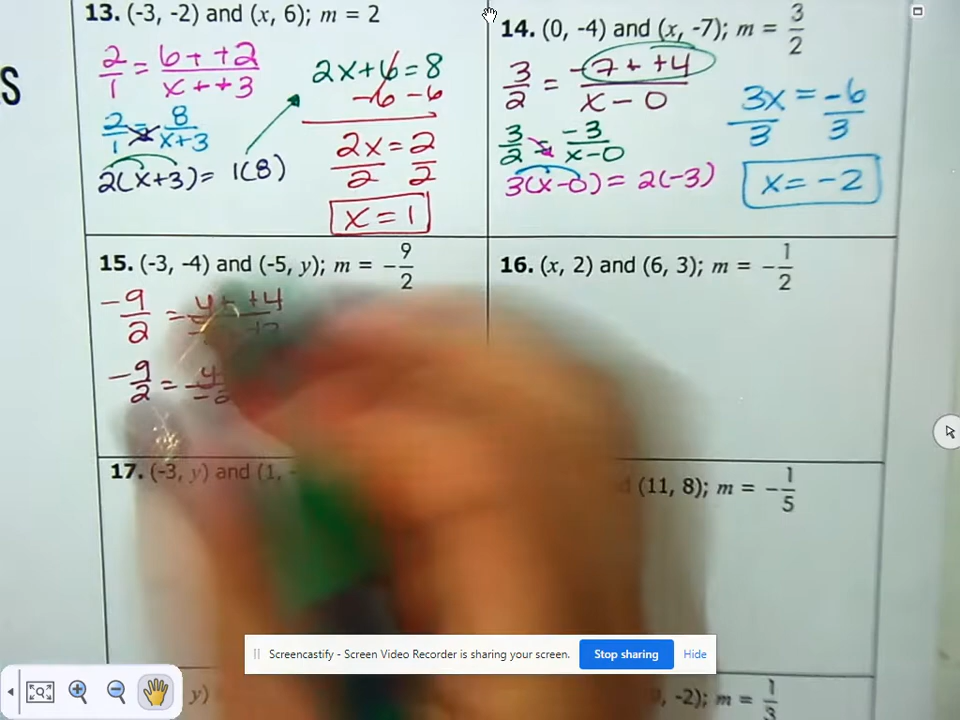 S
13. (-3, -2) and (x, 6); m = 2
2/1 = 6 + +2 / x + +3
2/1 = 8 / x+3
2(x+3) = 1(8)
2x+6 = 8
-6 -6
2x = 2
2 2
x = 1
14. (0, -4) and (x, -7); m = 3/2
3/2 = -7 + +4 / x - 0
3/2 = -3 / x-0
3(x-0) = 2(-3)
3x = -6
3 3
x = -2
15. (-3, -4) and (-5, y); m = -9/2
-9/2 = y + +4
-9/2 = y
16. (x, 2) and (6, 3); m = -1/2
17. (-3, y) and (1,
(11, 8); m = -1/5
y)
, -2); m = 1/3
Screencastify - Screen Video Recorder is sharing your screen.
Stop sharing
Hide